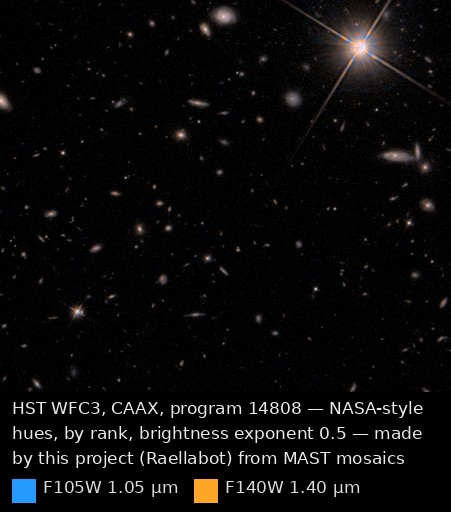 HST WFC3, CAAX, program 14808 — NASA-style
hues, by rank, brightness exponent 0.5 — made
by this project (Raellabot) from MAST mosaics
F105W 1.05 µm F140W 1.40 µm